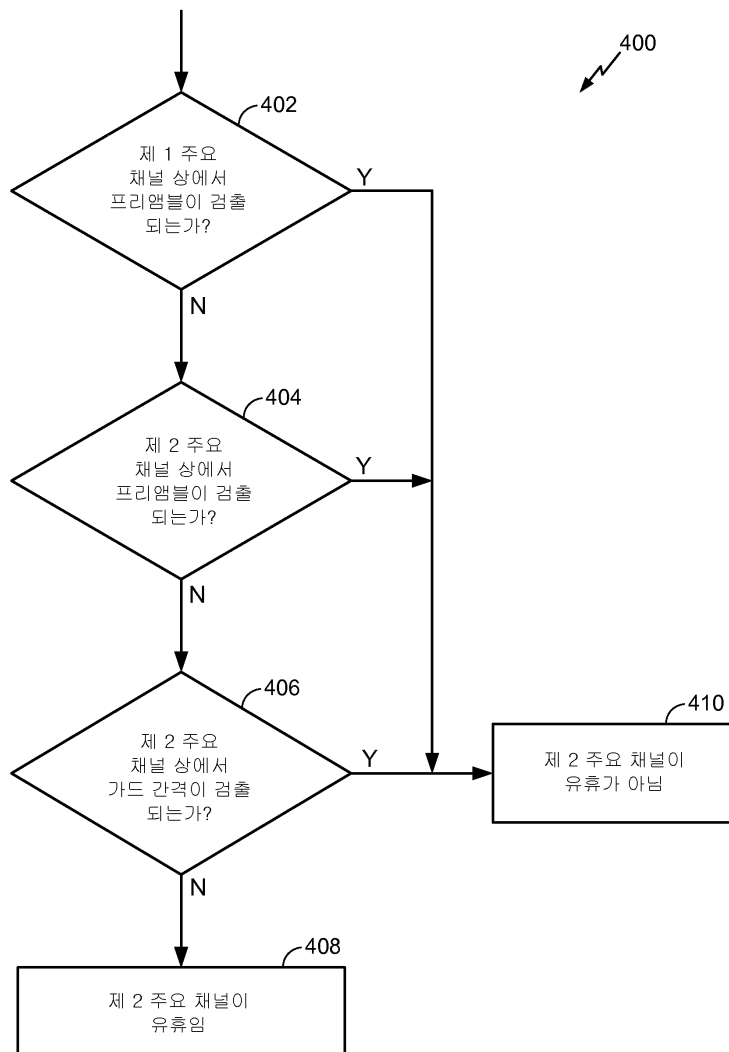 400
402
제 1 주요
채널 상에서
프리앰블이 검출
되는가?
Y
N
404
제 2 주요
채널 상에서
프리앰블이 검출
되는가?
Y
N
406
제 2 주요
채널 상에서
가드 간격이 검출
되는가?
Y
410
제 2 주요 채널이
유휴가 아님
N
408
제 2 주요 채널이
유휴임